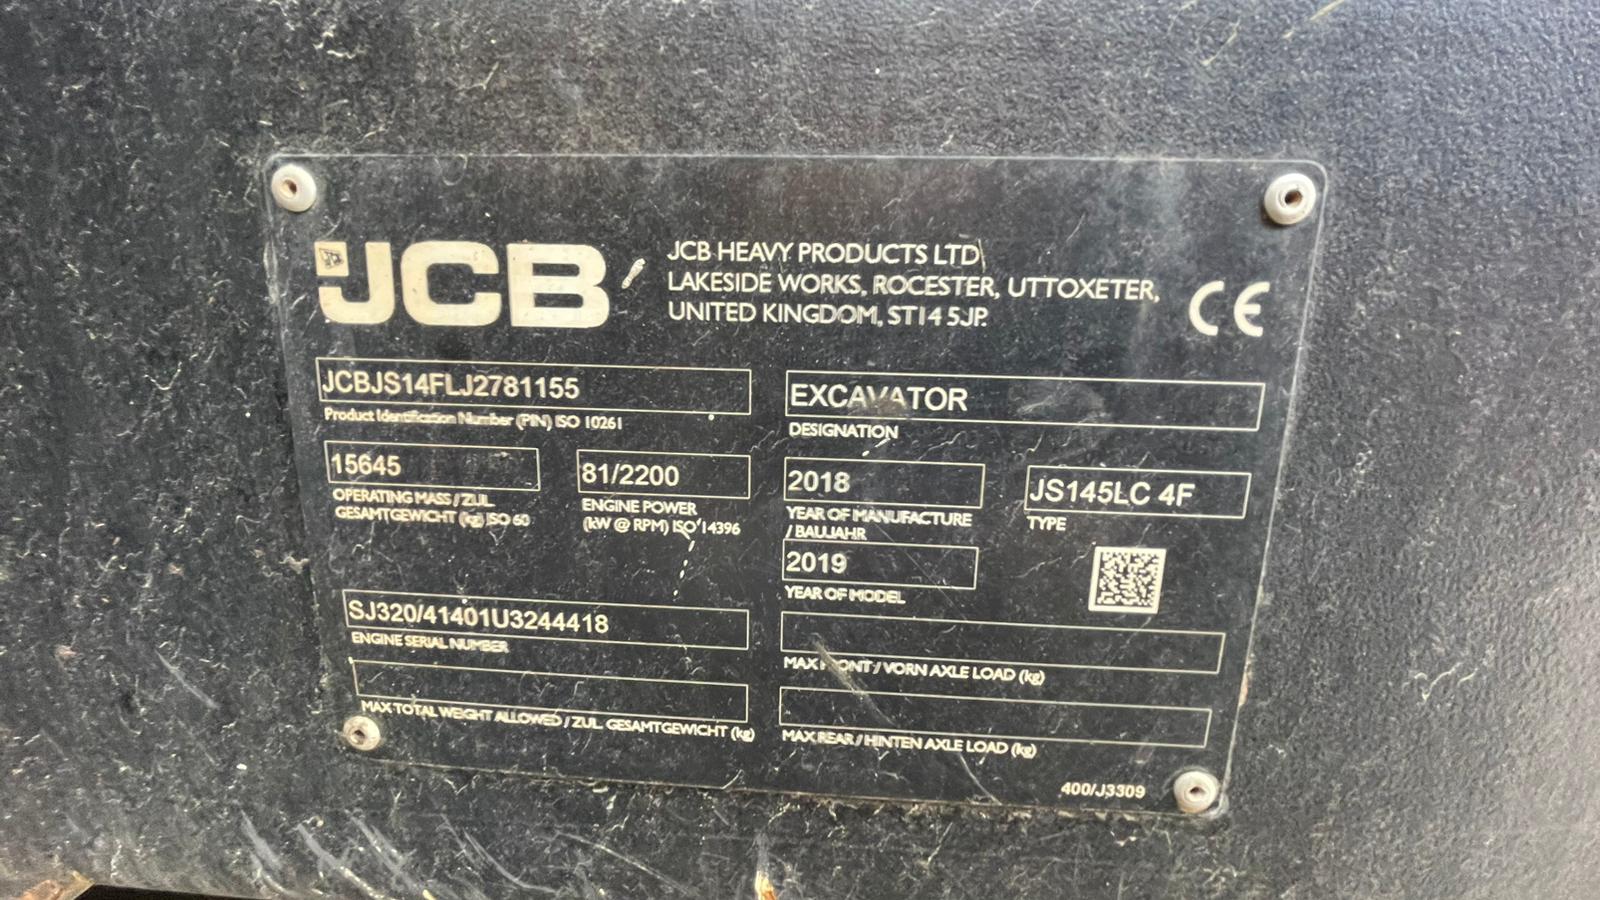 JCB
JCB HEAVY PRODUCTS LTD
LAKESIDE WORKS, ROCESTER, UTTOXETER,
UNITED KINGDOM, ST14 5JP.
CE
JCBJS14FLJ2781155
Product Identification Number (PIN) ISO 10261
EXCAVATOR
DESIGNATION
15645
OPERATING MASS / ZUL.
GESAMTGEWICHT (kg) ISO 60
81/2200
ENGINE POWER
(kW @ RPM) ISO 14396
2018
YEAR OF MANUFACTURE
/ BAUJAHR
JS145LC 4F
TYPE
2019
YEAR OF MODEL
SJ320/41401U3244418
ENGINE SERIAL NUMBER
MAX FRONT / VORN AXLE LOAD (kg)
MAX TOTAL WEIGHT ALLOWED / ZUL. GESAMTGEWICHT (kg)
MAX REAR / HINTEN AXLE LOAD (kg)
400/J3309